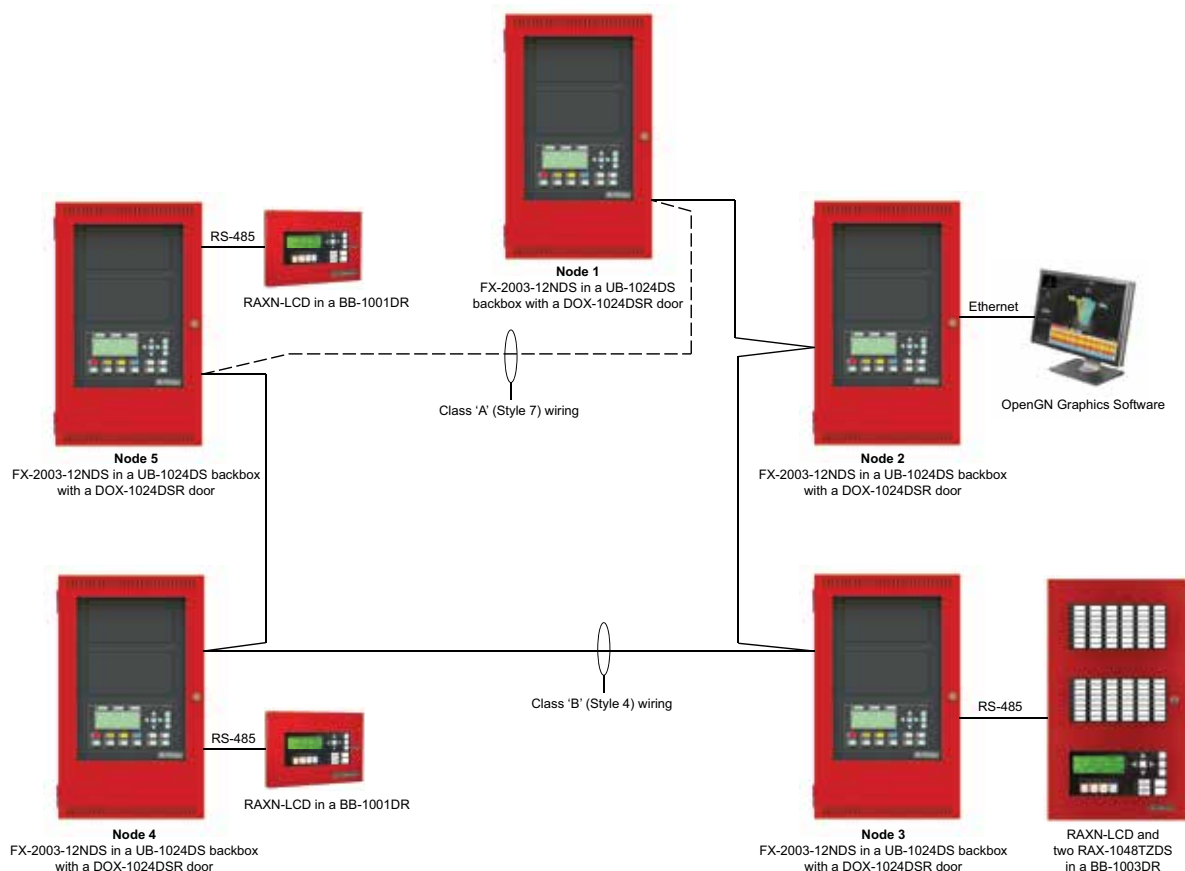 Node 1
FX-2003-12NDS in a UB-1024DS
backbox with a DOX-1024DSR door
RS-485
RAXN-LCD in a BB-1001DR
Node 5
FX-2003-12NDS in a UB-1024DS backbox
with a DOX-1024DSR door
Class ‘A’ (Style 7) wiring
Ethernet
OpenGN Graphics Software
Node 2
FX-2003-12NDS in a UB-1024DS backbox
with a DOX-1024DSR door
Class ‘B’ (Style 4) wiring
RS-485
RAXN-LCD in a BB-1001DR
Node 4
FX-2003-12NDS in a UB-1024DS backbox
with a DOX-1024DSR door
RS-485
Node 3
FX-2003-12NDS in a UB-1024DS backbox
with a DOX-1024DSR door
RAXN-LCD and
two RAX-1048TZDS
in a BB-1003DR